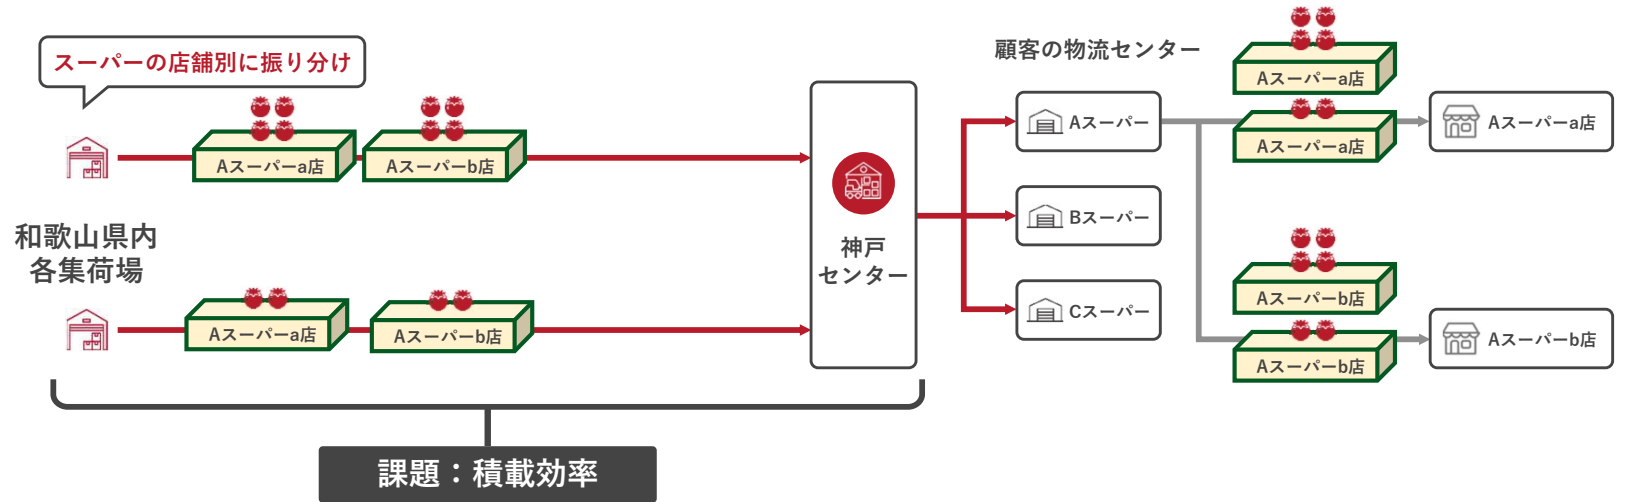 スーパーの店舗別に振り分け
Aスーパーa店
Aスーパーb店
和歌山県内
各集荷場
Aスーパーa店
Aスーパーb店
課題：積載効率
神戸
センター
顧客の物流センター
Aスーパー
Bスーパー
Cスーパー
Aスーパーa店
Aスーパーa店
Aスーパーa店
Aスーパーb店
Aスーパーb店
Aスーパーb店